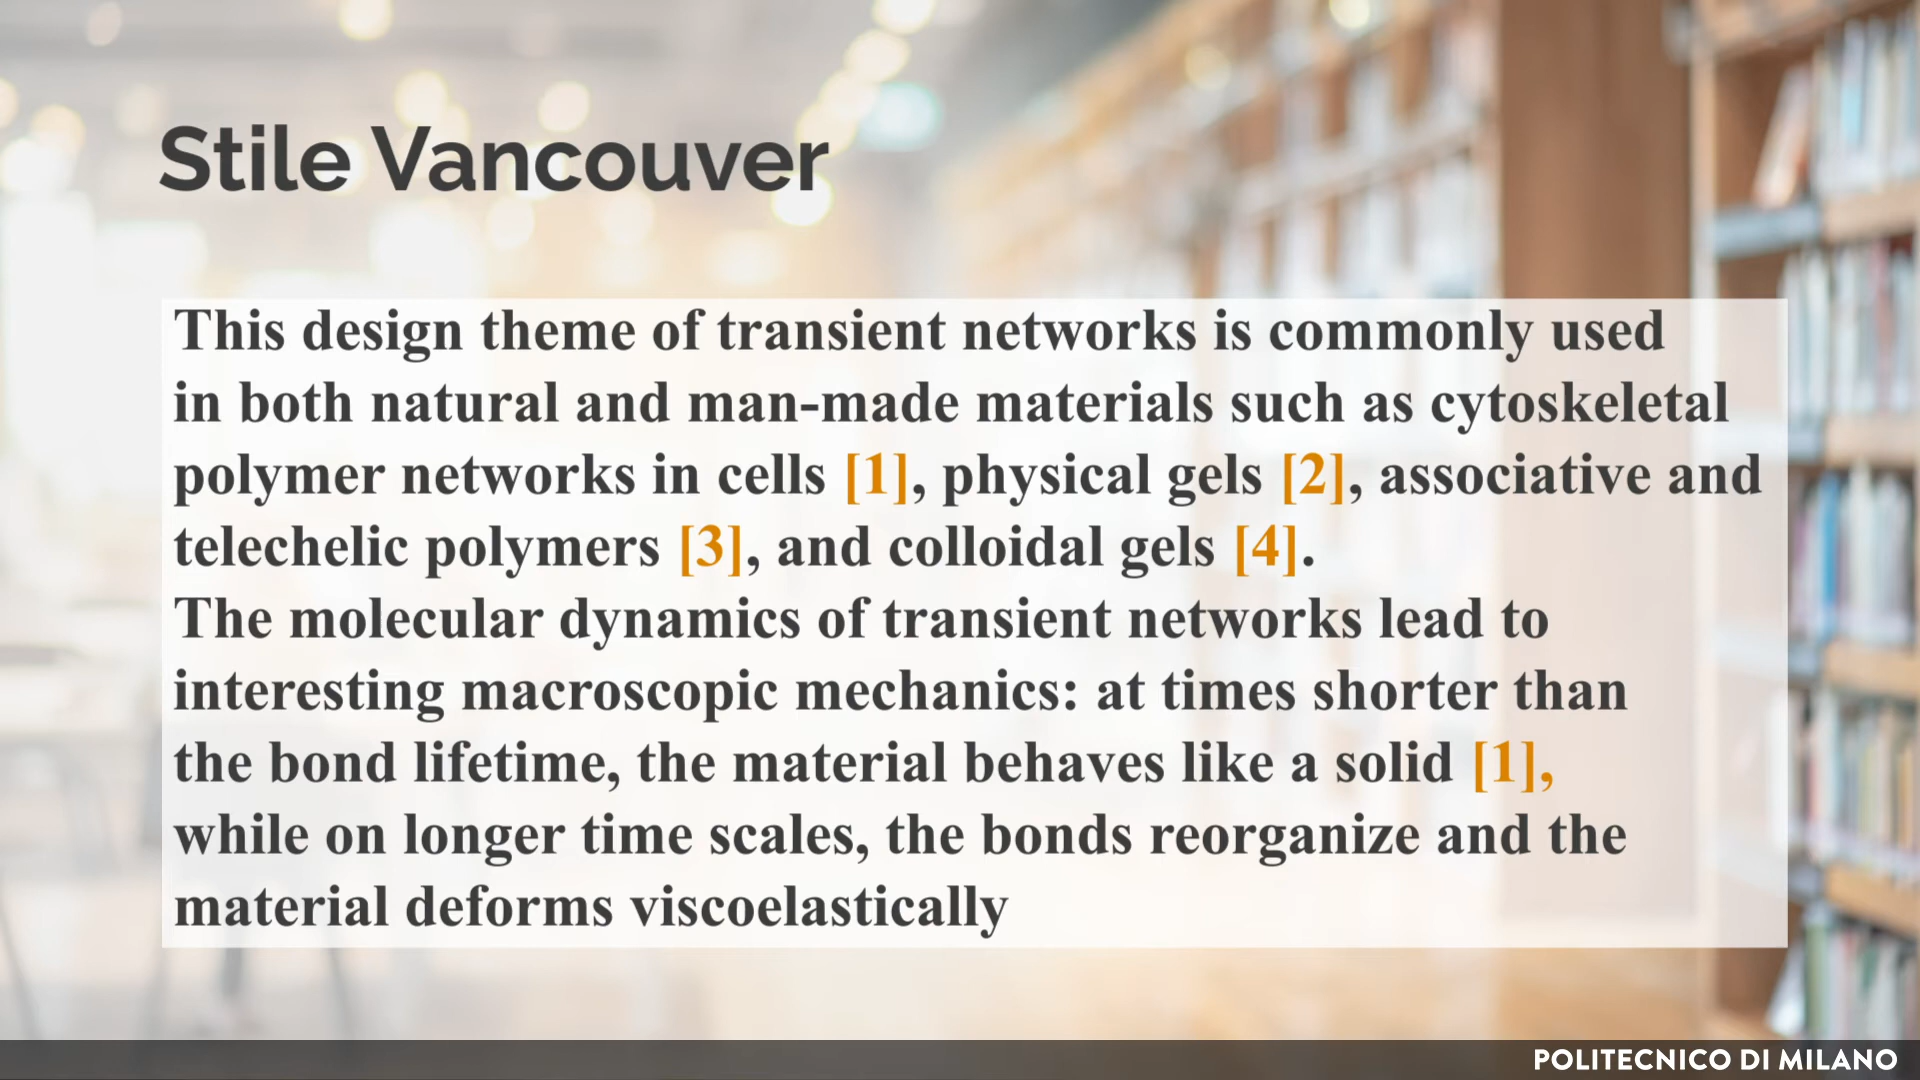 Stile Vancouver
This design theme of transient networks is commonly used
in both natural and man-made materials such as cytoskeletal
polymer networks in cells [1], physical gels [2], associative and
telechelic polymers [3], and colloidal gels [4].
The molecular dynamics of transient networks lead to
interesting macroscopic mechanics: at times shorter than
the bond lifetime, the material behaves like a solid [1],
while on longer time scales, the bonds reorganize and the
material deforms viscoelastically
POLITECNICO DI MILANO